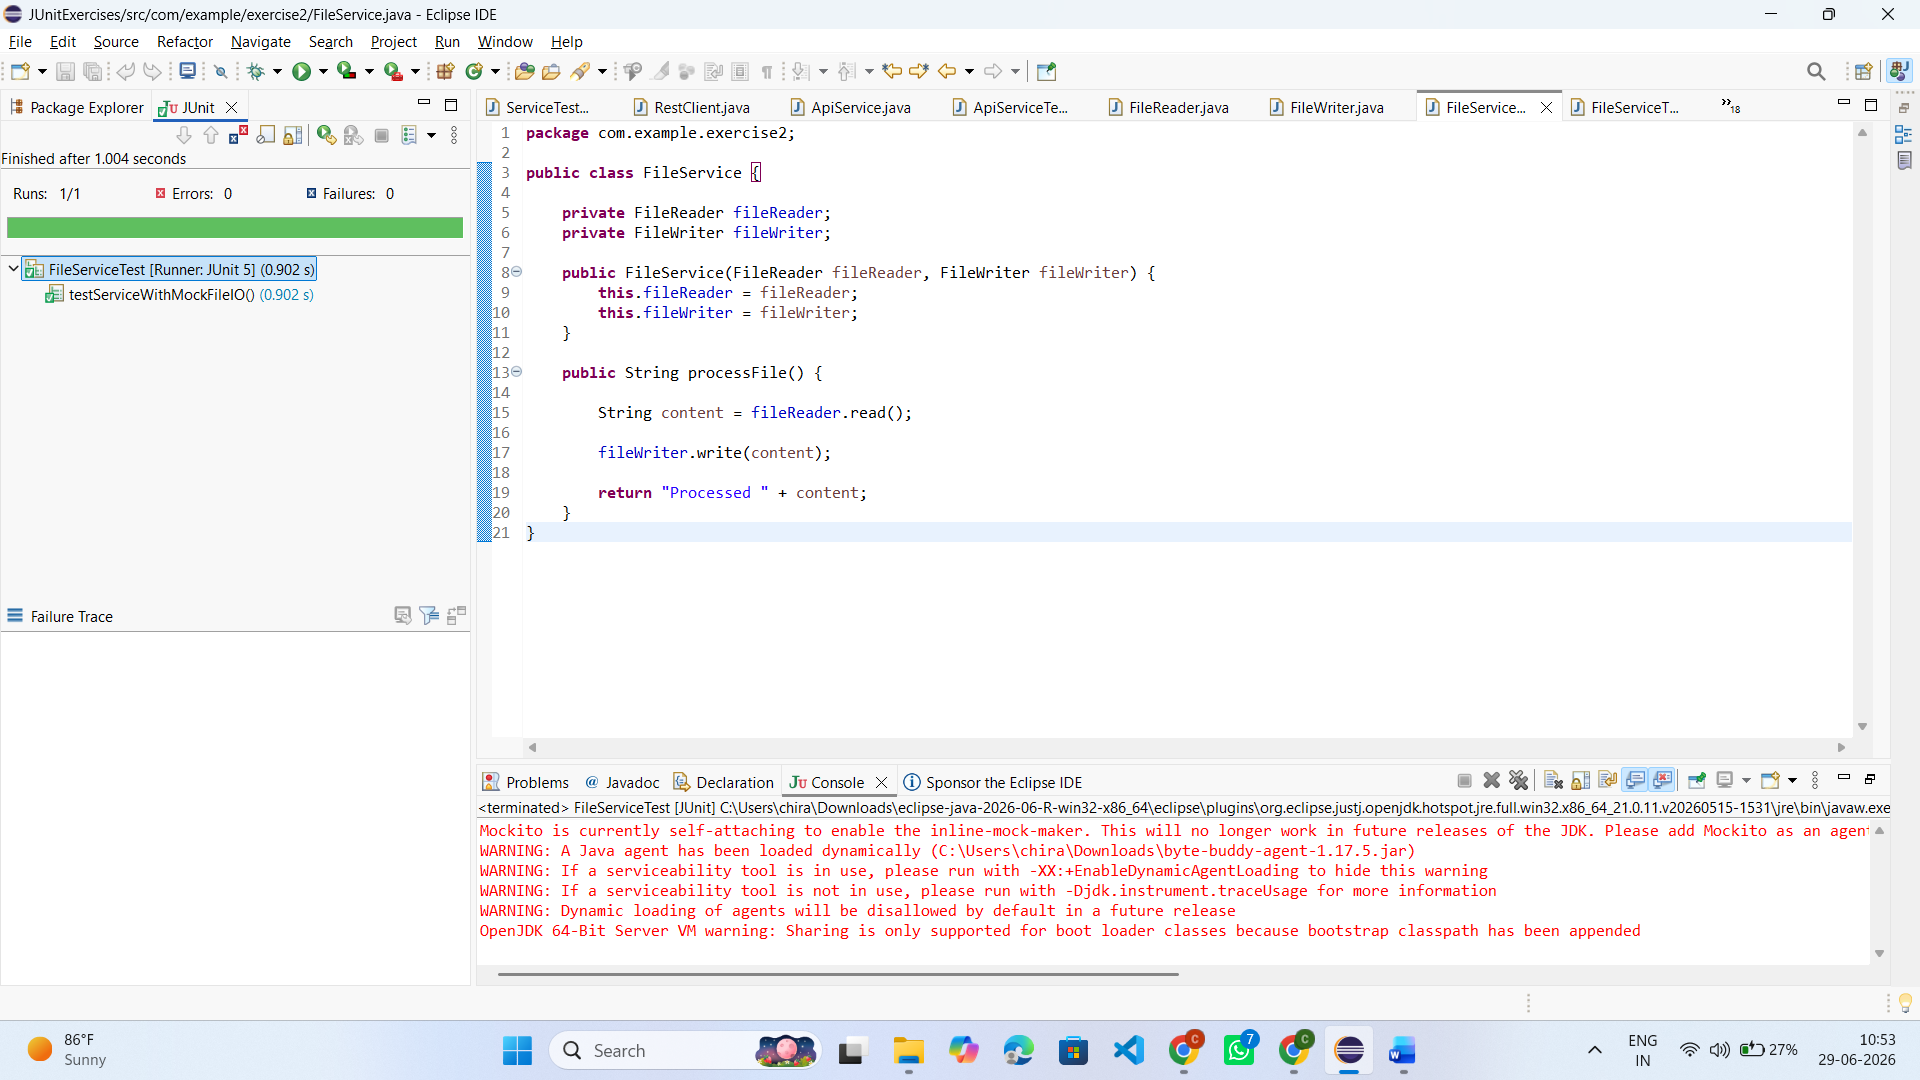 JUnitExercises/src/com/example/exercise2/FileService.java - Eclipse IDE
File Edit Source Refactor Navigate Search Project Run Window Help
Package Explorer JUnit
Finished after 1.004 seconds
Runs: 1/1 Errors: 0 Failures: 0
FileServiceTest [Runner: JUnit 5] (0.902 s)
testServiceWithMockFileIO() (0.902 s)
Failure Trace
ServiceTest... RestClient.java ApiService.java ApiServiceTe... FileReader.java FileWriter.java FileService... FileServiceT... »18
1 package com.example.exercise2;
2
3 public class FileService {
4
5 private FileReader fileReader;
6 private FileWriter fileWriter;
7
8 public FileService(FileReader fileReader, FileWriter fileWriter) {
9 this.fileReader = fileReader;
10 this.fileWriter = fileWriter;
11 }
12
13 public String processFile() {
14
15 String content = fileReader.read();
16
17 fileWriter.write(content);
18
19 return "Processed " + content;
20 }
21 }
Problems @ Javadoc Declaration Console Sponsor the Eclipse IDE
<terminated> FileServiceTest [JUnit] C:\Users\chira\Downloads\eclipse-java-2026-06-R-win32-x86_64\eclipse\plugins\org.eclipse.justj.openjdk.hotspot.jre.full.win32.x86_64_21.0.11.v20260515-1531\jre\bin\javaw.exe
Mockito is currently self-attaching to enable the inline-mock-maker. This will no longer work in future releases of the JDK. Please add Mockito as an agent
WARNING: A Java agent has been loaded dynamically (C:\Users\chira\Downloads\byte-buddy-agent-1.17.5.jar)
WARNING: If a serviceability tool is in use, please run with -XX:+EnableDynamicAgentLoading to hide this warning
WARNING: If a serviceability tool is not in use, please run with -Djdk.instrument.traceUsage for more information
WARNING: Dynamic loading of agents will be disallowed by default in a future release
OpenJDK 64-Bit Server VM warning: Sharing is only supported for boot loader classes because bootstrap classpath has been appended
86°F
Sunny
Search
C
7
C
ENG
IN
27%
10:53
29-06-2026